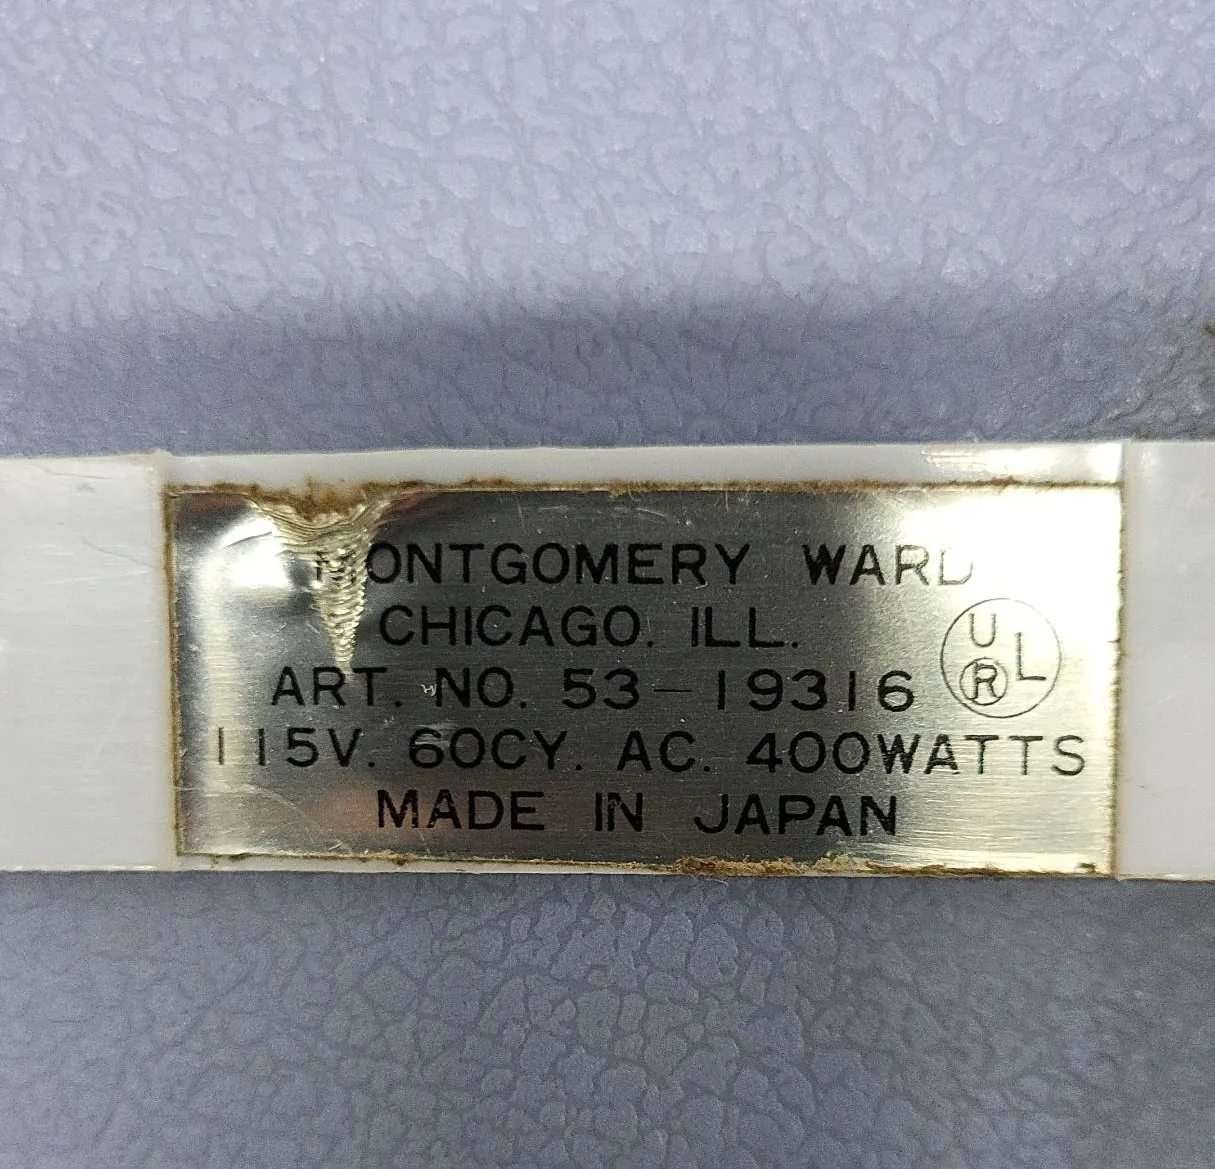 MONTGOMERY WARD
CHICAGO. ILL.
ART. NO. 53-19316
UL
R
115V. 60CY. AC. 400WATTS
MADE IN JAPAN